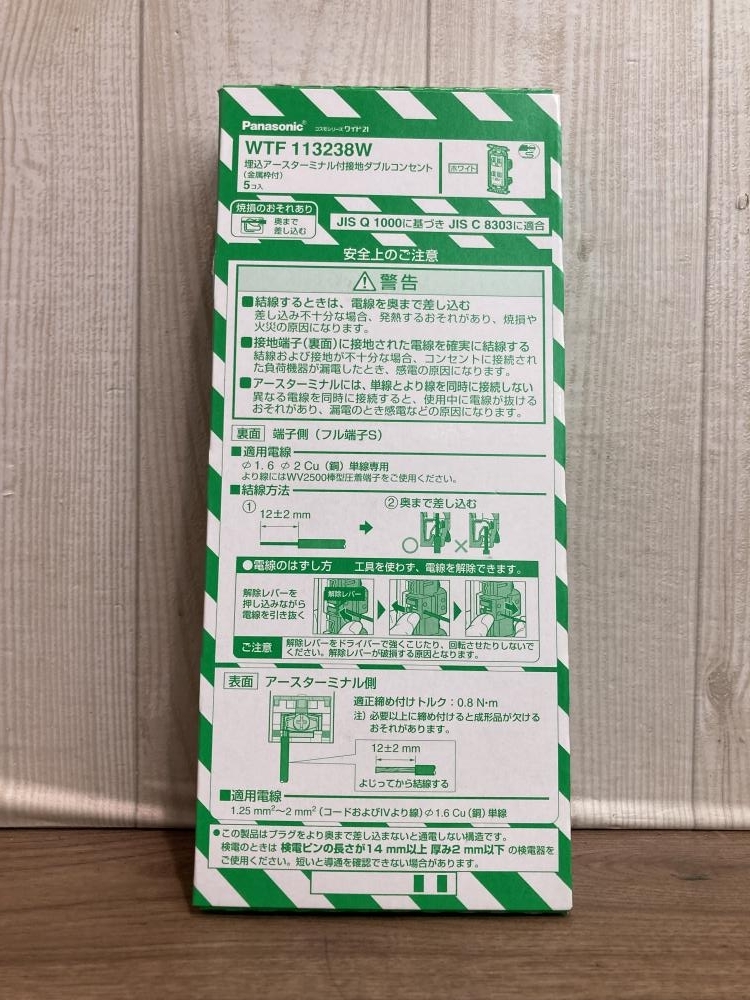 Panasonic®
コスモシリーズ ワイド21
WTF 113238W
埋込アースターミナル付接地ダブルコンセント
(金属枠付)
5コ入
ホワイト
焼損のおそれあり
奥まで
差し込む
JIS Q 1000に基づき JIS C 8303に適合
安全上のご注意
警告
■結線するときは、電線を奥まで差し込む
差し込み不十分な場合、発熱するおそれがあり、焼損や
火災の原因になります。
■接地端子(裏面)に接地された電線を確実に結線する
結線および接地が不十分な場合、コンセントに接続され
た負荷機器が漏電したとき、感電の原因になります。
■アースターミナルには、単線とより線を同時に接続しない
異なる電線を同時に接続すると、使用中に電線が抜ける
おそれがあり、漏電のとき感電などの原因になります。
裏面 端子側(フル端子S)
■適用電線
φ1.6 φ2 Cu(銅)単線専用
より線にはWV2500棒型圧着端子をご使用ください。
■結線方法
① 12±2 mm
②奥まで差し込む
○ ×
●電線のはずし方 工具を使わず、電線を解除できます。
解除レバーを
押し込みながら
電線を引き抜く
解除レバー
ご注意
解除レバーをドライバーで強くこじたり、回転させたりしないで
ください。解除レバーが破損する原因となります。
表面 アースターミナル側
適正締め付けトルク:0.8 N・m
注)必要以上に締め付けると成形品が欠ける
おそれがあります。
12±2 mm
よじってから結線する
■適用電線
1.25 mm²~2 mm²(コードおよびIVより線)φ1.6 Cu(銅)単線
●この製品はプラグをより奥まで差し込まないと通電しない構造です。
検電のときは 検電ピンの長さが14 mm以上 厚み2 mm以下 の検電器を
ご使用ください。短いと導通を確認できない場合があります。